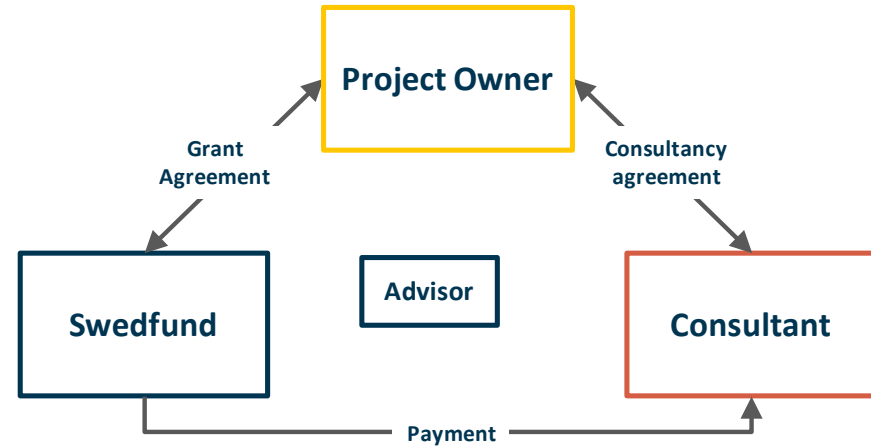 Project Owner
Grant
Agreement
Consultancy
agreement
Advisor
Swedfund
Consultant
Payment